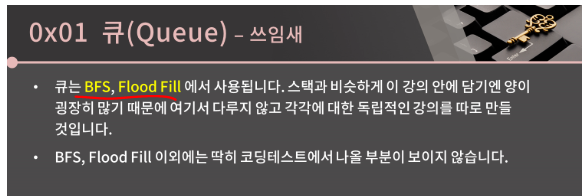 0x01 큐(Queue) – 쓰임새
• 큐는 BFS, Flood Fill 에서 사용됩니다. 스택과 비슷하게 이 강의 안에 담기엔 양이
굉장히 많기 때문에 여기서 다루지 않고 각각에 대한 독립적인 강의를 따로 만들
것입니다.
• BFS, Flood Fill 이외에는 딱히 코딩테스트에서 나올 부분이 보이지 않습니다.